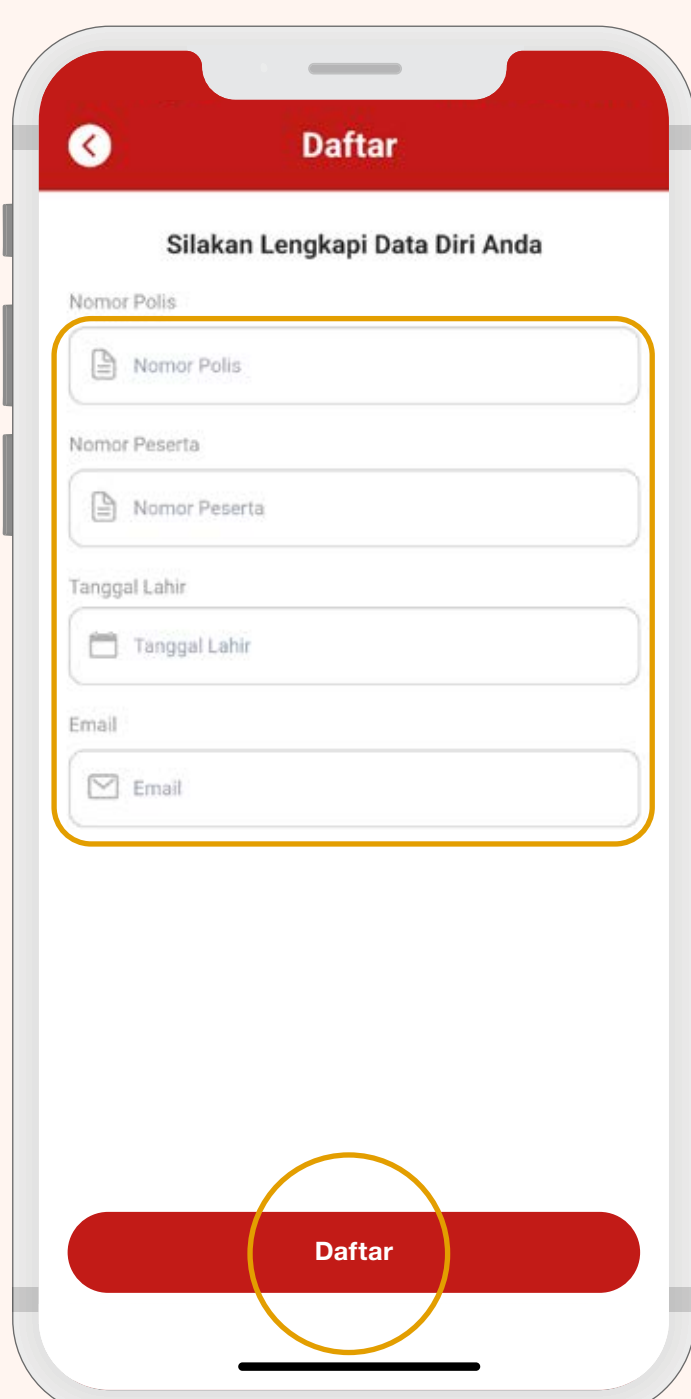 Daftar
Silakan Lengkapi Data Diri Anda
Nomor Polis
Nomor Polis
Nomor Peserta
Nomor Peserta
Tanggal Lahir
Tanggal Lahir
Email
Email
Daftar